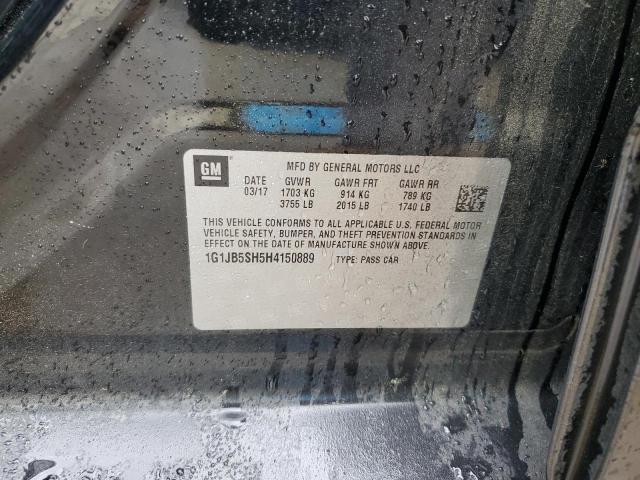 GM MFD BY GENERAL MOTORS LLC
DATE GVWR GAWR FRT GAWR RR
03/17 1703 KG 914 KG 789 KG
3755 LB 2015 LB 1740 LB
THIS VEHICLE CONFORMS TO ALL APPLICABLE U.S. FEDERAL MOTOR
VEHICLE SAFETY, BUMPER, AND THEFT PREVENTION STANDARDS IN
EFFECT ON THE DATE OF MANUFACTURE SHOWN ABOVE.
1G1JB5SH5H4150889 TYPE: PASS CAR